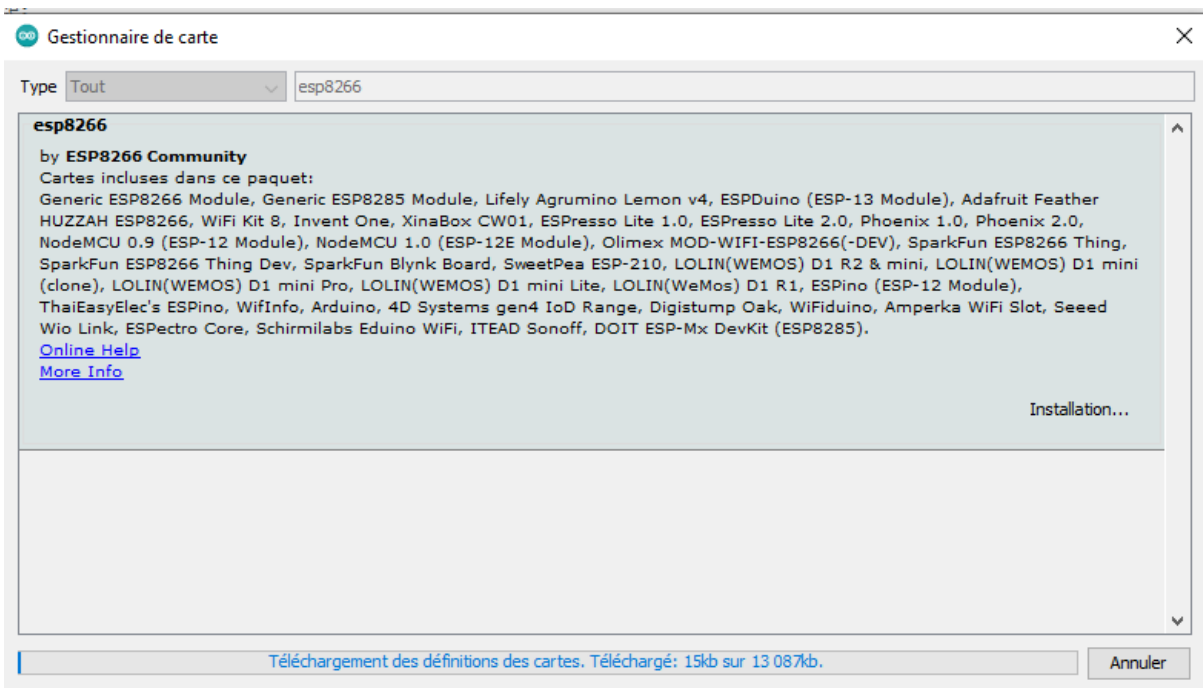 Gestionnaire de carte
Type Tout esp8266
esp8266
by ESP8266 Community
Cartes incluses dans ce paquet:
Generic ESP8266 Module, Generic ESP8285 Module, Lifely Agrumino Lemon v4, ESPDuino (ESP-13 Module), Adafruit Feather
HUZZAH ESP8266, WiFi Kit 8, Invent One, XinaBox CW01, ESPresso Lite 1.0, ESPresso Lite 2.0, Phoenix 1.0, Phoenix 2.0,
NodeMCU 0.9 (ESP-12 Module), NodeMCU 1.0 (ESP-12E Module), Olimex MOD-WIFI-ESP8266(-DEV), SparkFun ESP8266 Thing,
SparkFun ESP8266 Thing Dev, SparkFun Blynk Board, SweetPea ESP-210, LOLIN(WEMOS) D1 R2 & mini, LOLIN(WEMOS) D1 mini
(clone), LOLIN(WEMOS) D1 mini Pro, LOLIN(WEMOS) D1 mini Lite, LOLIN(WeMos) D1 R1, ESPino (ESP-12 Module),
ThaiEasyElec's ESPino, WifInfo, Arduino, 4D Systems gen4 IoD Range, Digistump Oak, WiFiduino, Amperka WiFi Slot, Seeed
Wio Link, ESPectro Core, Schirmilabs Eduino WiFi, ITEAD Sonoff, DOIT ESP-Mx DevKit (ESP8285).
Online Help
More Info
Installation...
Téléchargement des définitions des cartes. Téléchargé: 15kb sur 13 087kb.
Annuler